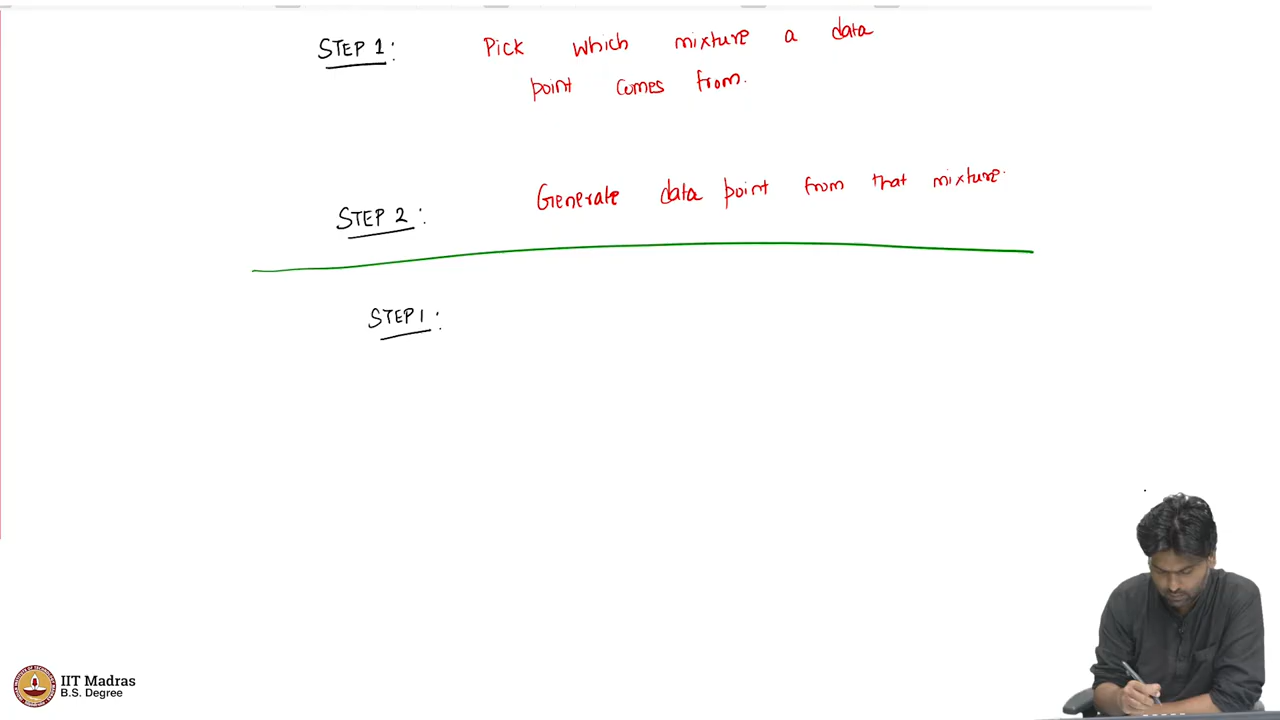 STEP 1: Pick which mixture a data
point comes from.
STEP 2: Generate data point from that mixture.
STEP 1:
IIT Madras
B.S. Degree